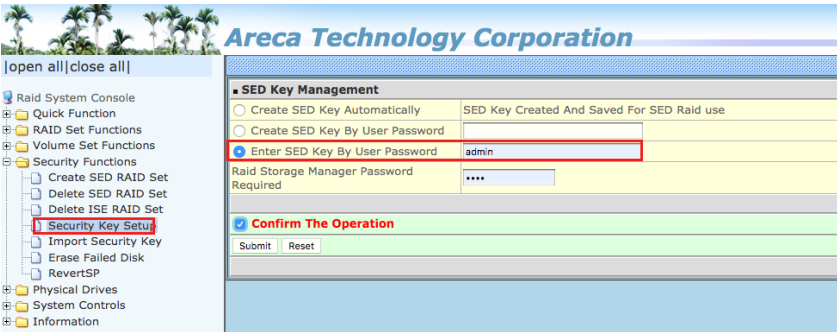 Areca Technology Corporation
|open all|close all|
Raid System Console
Quick Function
RAID Set Functions
Volume Set Functions
Security Functions
Create SED RAID Set
Delete SED RAID Set
Delete ISE RAID Set
Security Key Setup
Import Security Key
Erase Failed Disk
RevertSP
Physical Drives
System Controls
Information
SED Key Management
Create SED Key Automatically SED Key Created And Saved For SED Raid use
Create SED Key By User Password
Enter SED Key By User Password admin
Raid Storage Manager Password
Required ••••
Confirm The Operation
Submit Reset